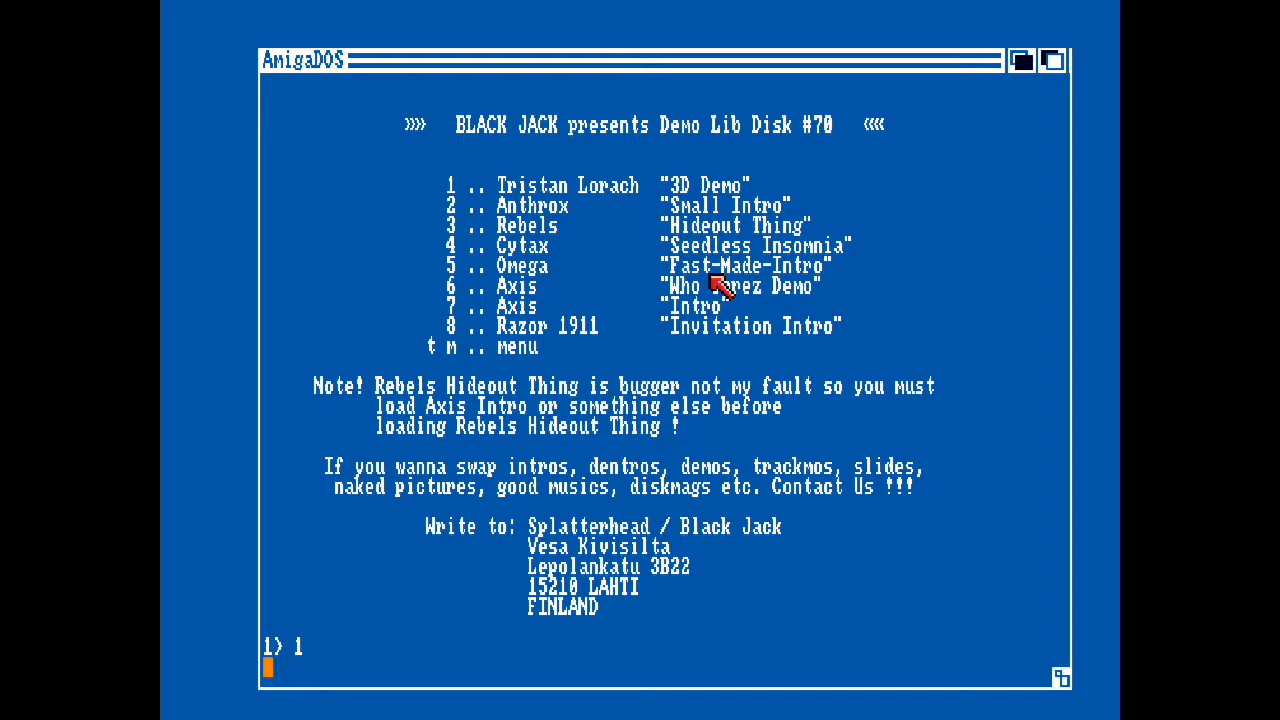 AmigaDOS
»» BLACK JACK presents Demo Lib Disk #70 ««
1 .. Tristan Lorach "3D Demo"
2 .. Anthrox "Small Intro"
3 .. Rebels "Hideout Thing"
4 .. Cytax "Seedless Insomnia"
5 .. Omega "Fast-Made-Intro"
6 .. Axis "Who Demo"
7 .. Axis "Intro"
8 .. Razor 1911 "Invitation Intro"
t m .. menu
Note! Rebels Hideout Thing is bugger not my fault so you must
load Axis Intro or something else before
loading Rebels Hideout Thing !
If you wanna swap intros, dentros, demos, trackmos, slides,
naked pictures, good musics, diskmags etc. Contact Us !!!
Write to: Splatterhead / Black Jack
Vesa Kivisilta
Lepolankatu 3B22
15210 LAHTI
FINLAND
1> 1